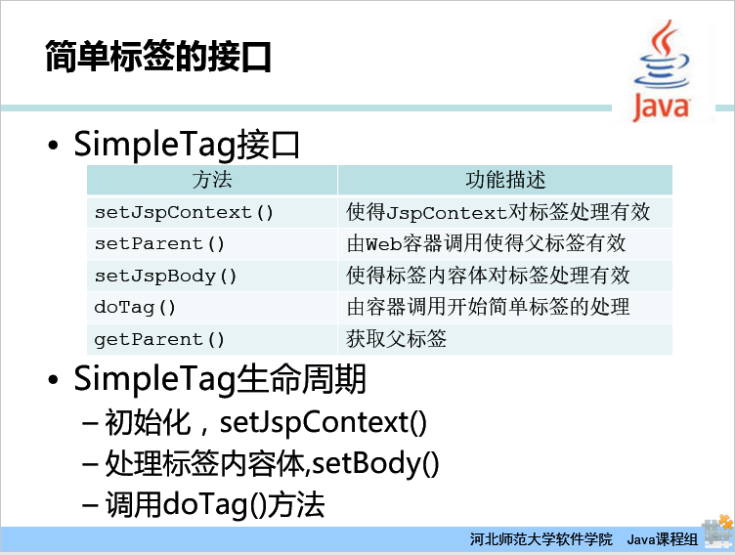 简单标签的接口
Java
• SimpleTag接口
方法 功能描述
setJspContext() 使得JspContext对标签处理有效
setParent() 由Web容器调用使得父标签有效
setJspBody() 使得标签内容体对标签处理有效
doTag() 由容器调用开始简单标签的处理
getParent() 获取父标签
• SimpleTag生命周期
– 初始化，setJspContext()
– 处理标签内容体,setBody()
– 调用doTag()方法
河北师范大学软件学院 Java课程组